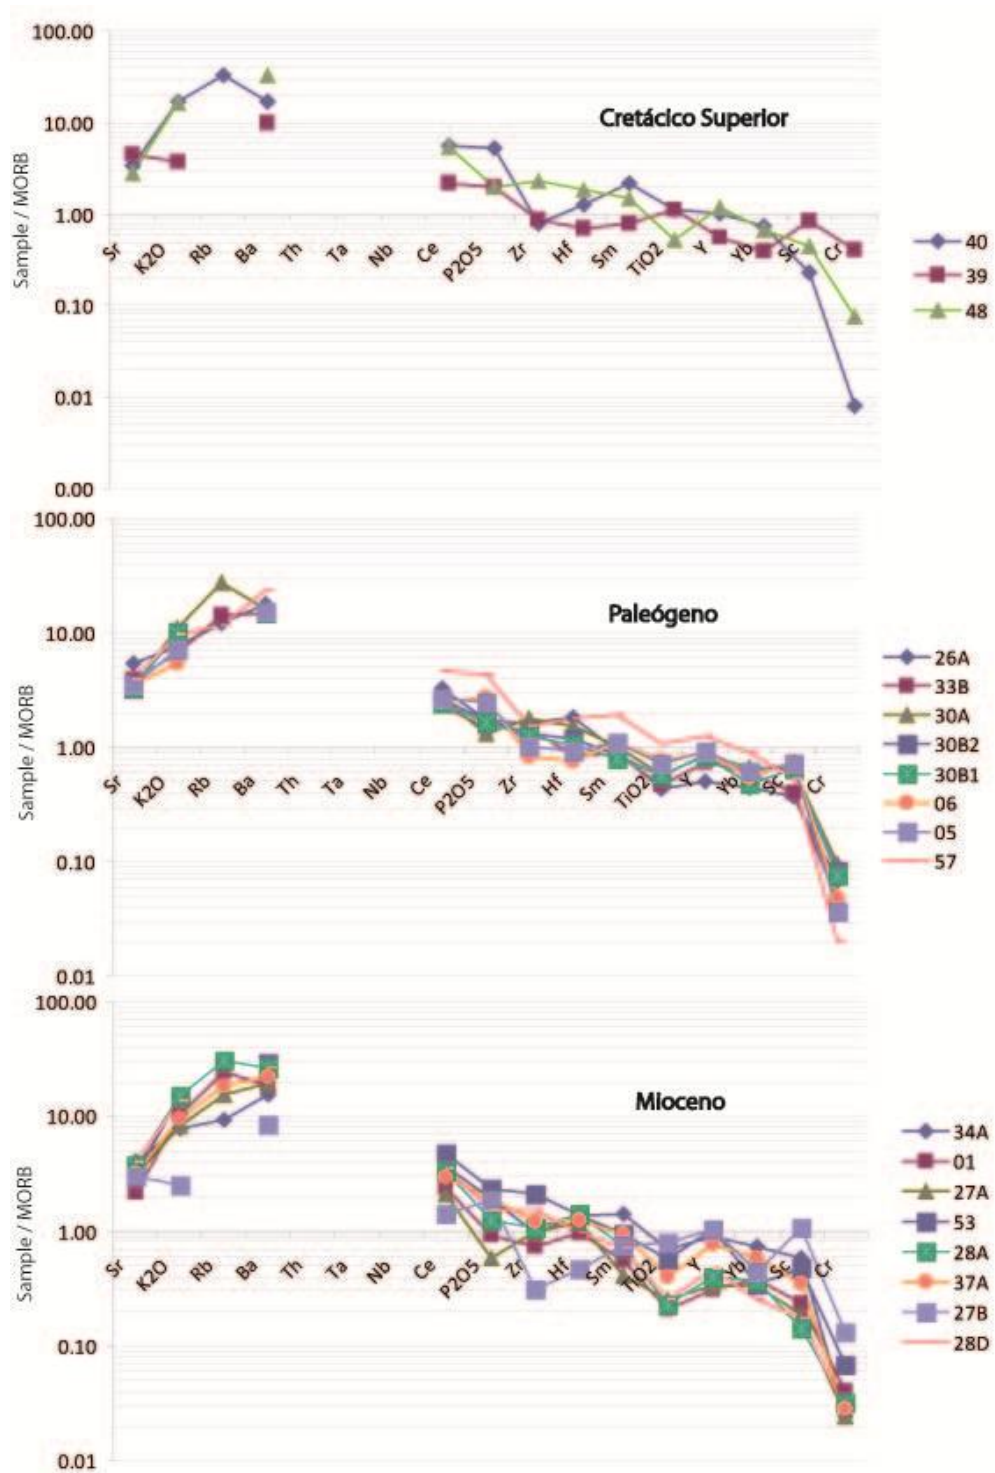 100.00
10.00
1.00
0.10
0.01
0.00
Sample / MORB
Cretácico Superior
Sr K2O Rb Ba Th Ta Nb Ce P2O5 Zr Hf Sm TiO2 Y Yb Sc Cr
40
39
48
100.00
10.00
1.00
0.10
0.01
Paleógeno
Sr K2O Rb Ba Th Ta Nb Ce P2O5 Zr Hf Sm TiO2 Y Yb Sc Cr
26A
33B
30A
30B2
30B1
06
05
57
100.00
10.00
1.00
0.10
0.01
Sample / MORB
Mioceno
Sr K2O Rb Ba Th Ta Nb Ce P2O5 Zr Hf Sm TiO2 Y Yb Sc Cr
34A
01
27A
53
28A
37A
27B
28D